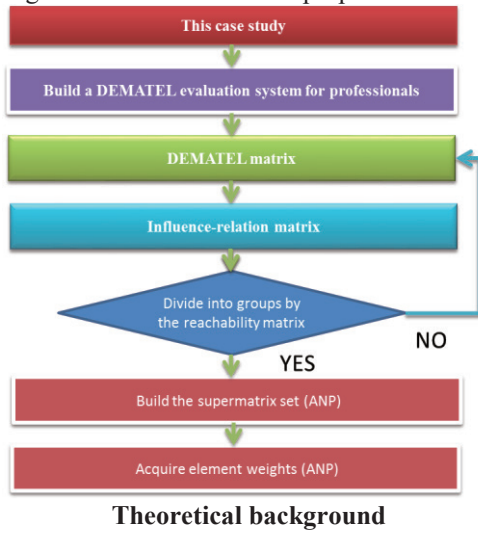 This case study
Build a DEMATEL evaluation system for professionals
DEMATEL matrix
Influence-relation matrix
Divide into groups by
the reachability matrix
NO
YES
Build the supermatrix set (ANP)
Acquire element weights (ANP)
Theoretical background